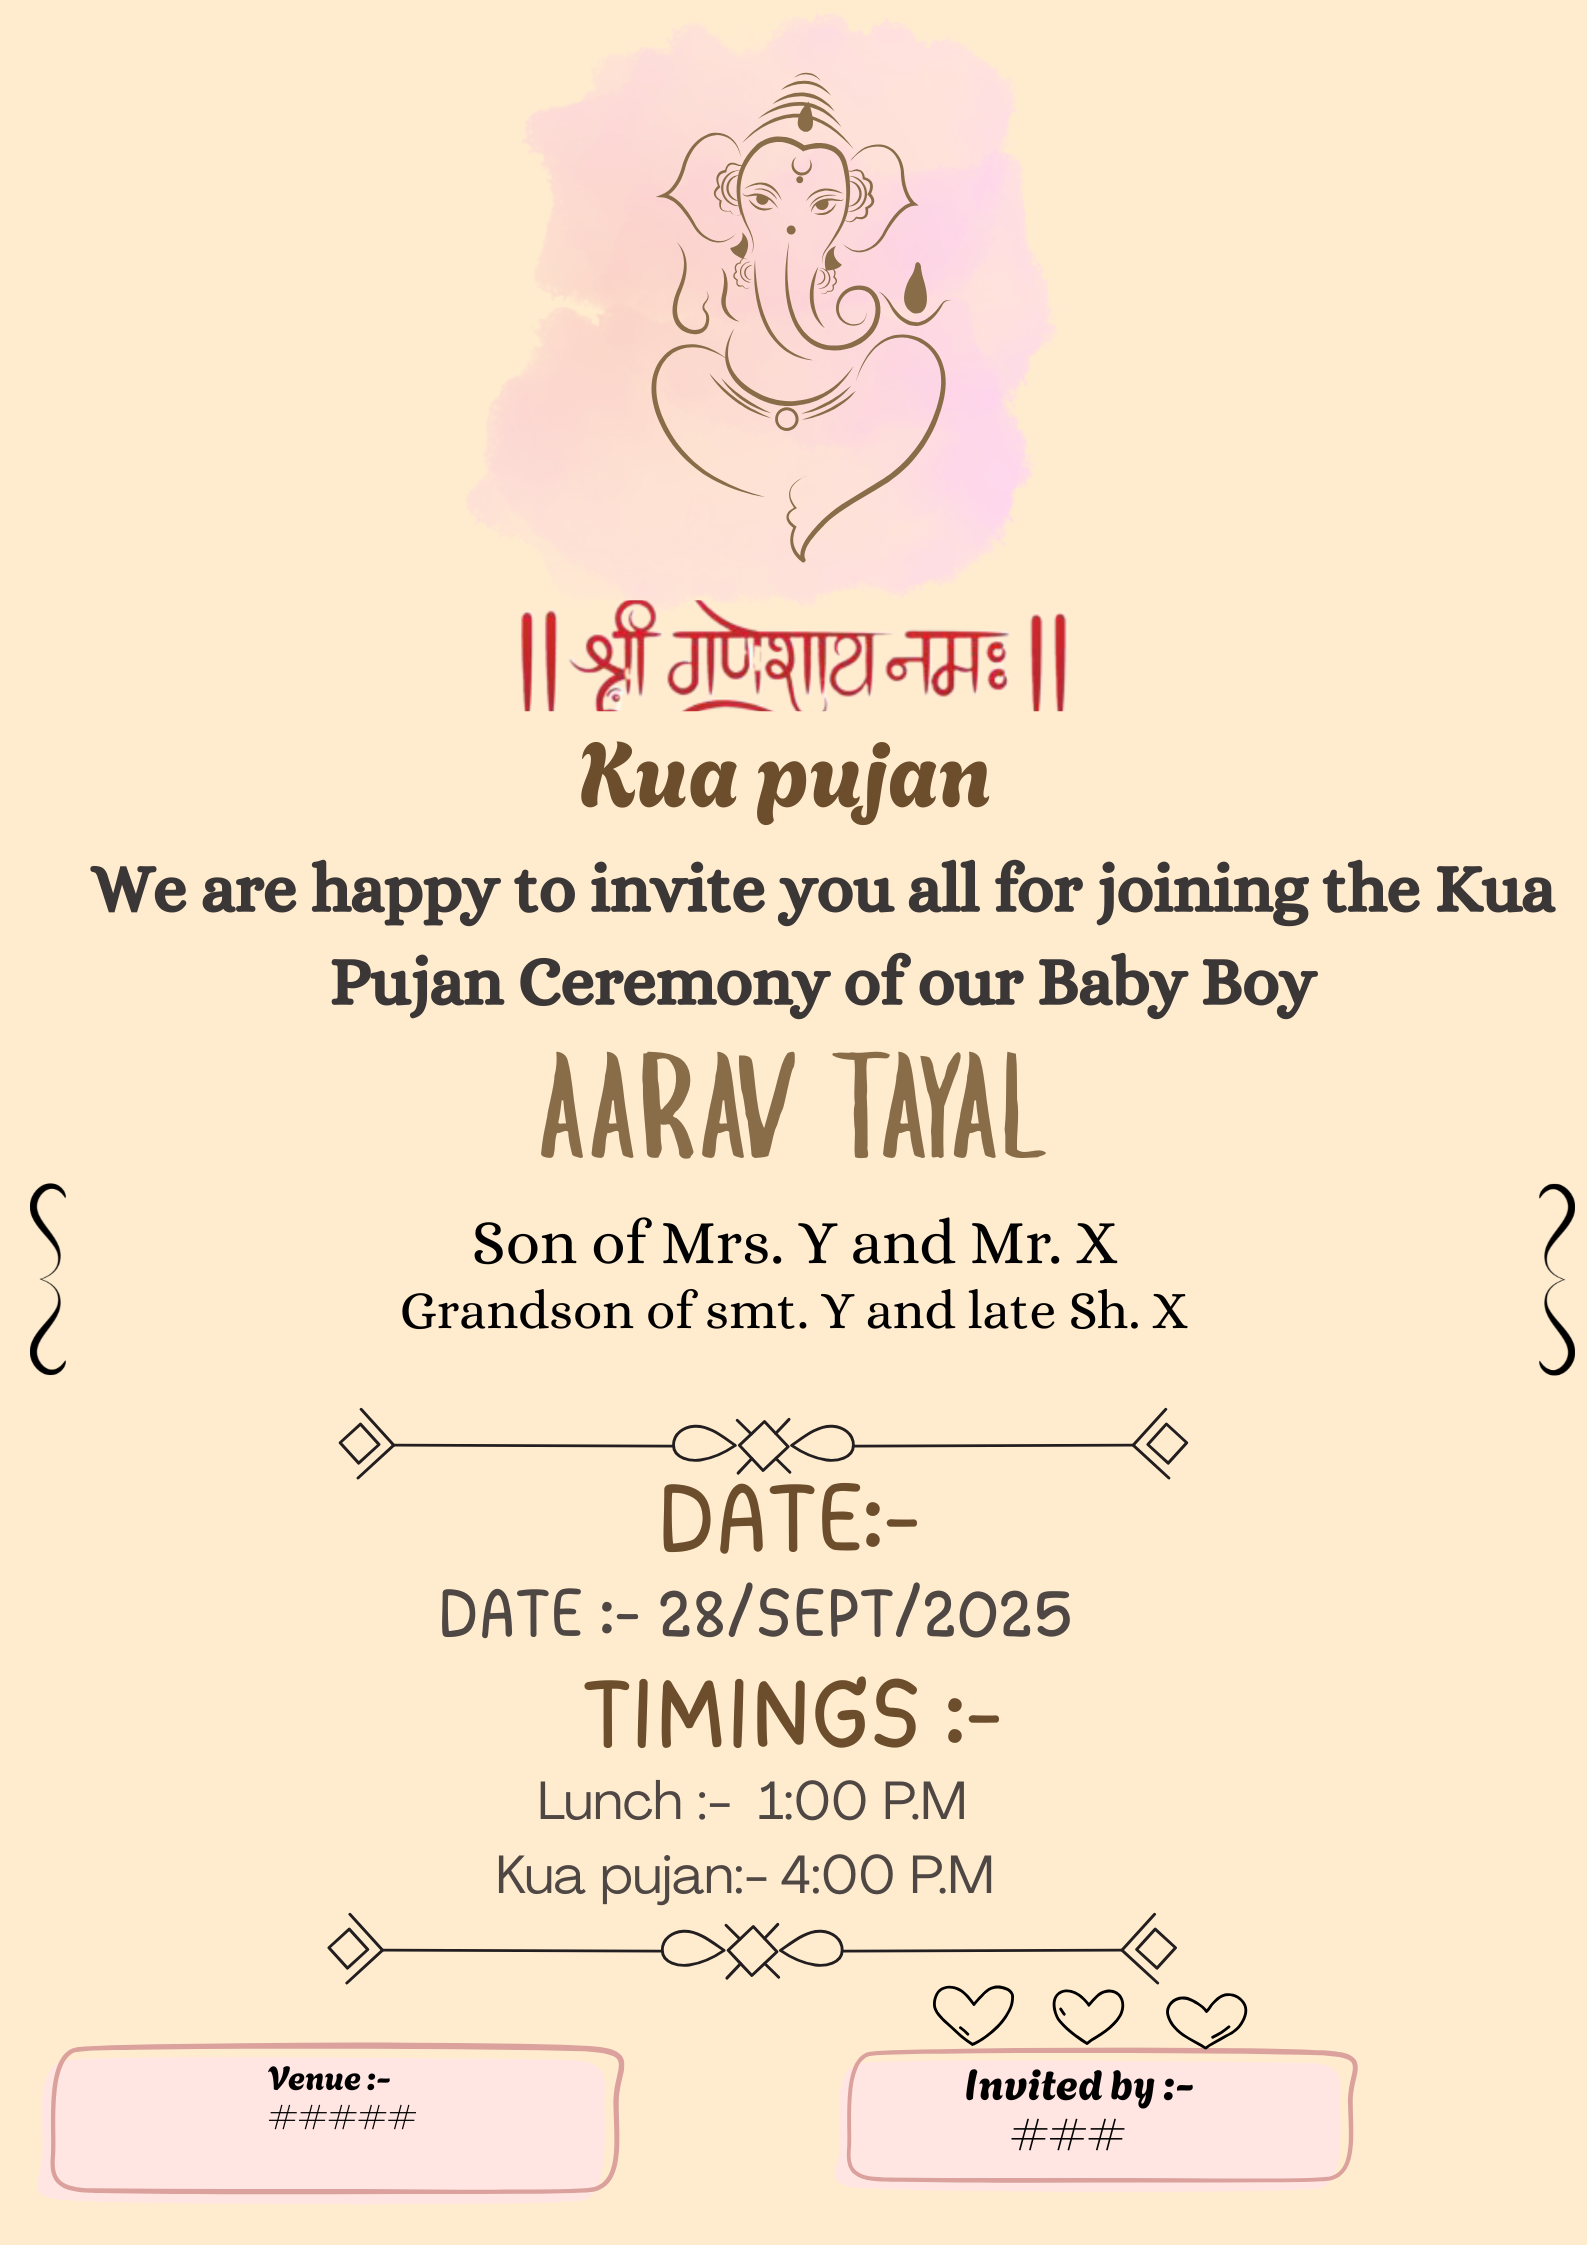 || श्री गणेशाय नमः ||
Kua pujan
We are happy to invite you all for joining the Kua
Pujan Ceremony of our Baby Boy
AARAV TAYAL
Son of Mrs. Y and Mr. X
Grandson of smt. Y and late Sh. X
DATE:-
DATE :- 28/SEPT/2025
TIMINGS :-
Lunch :- 1:00 P.M
Kua pujan:- 4:00 P.M
Venue :-
#####
Invited by :-
###